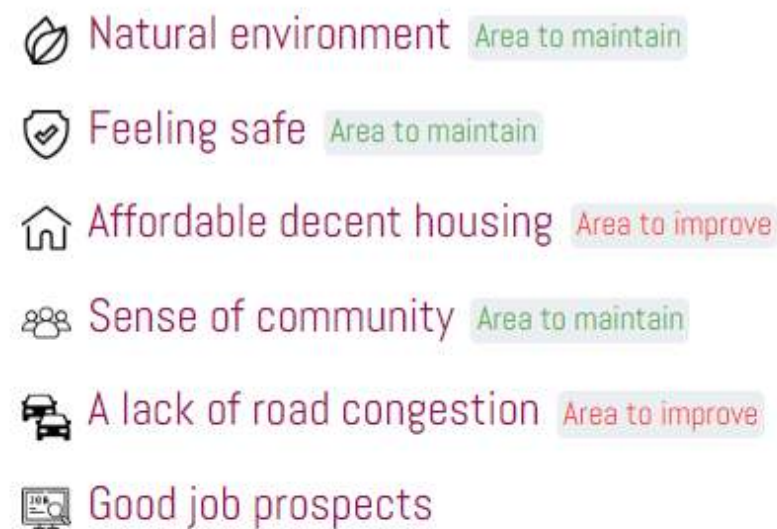 Natural environment Area to maintain
Feeling safe Area to maintain
Affordable decent housing Area to improve
Sense of community Area to maintain
A lack of road congestion Area to improve
JOB
Good job prospects